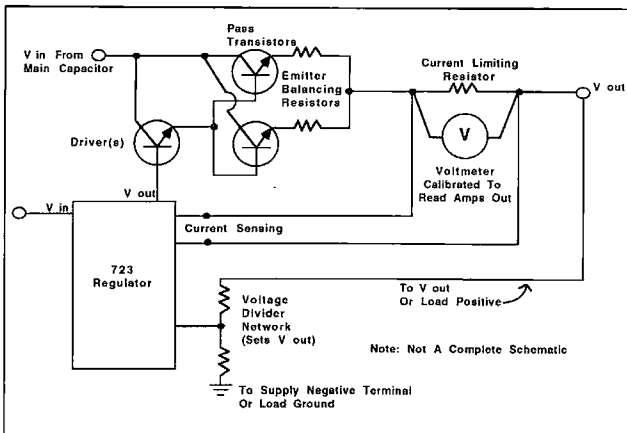 Pass
Transistors
V in From
Main Capacitor
Emitter
Balancing
Resistors
Current Limiting
Resistor
V out
Driver(s)
V
Voltmeter
Calibrated To
Read Amps Out
V out
V in
Current Sensing
723
Regulator
Voltage
Divider
Network
(Sets V out)
To V out
Or Load Positive
Note: Not A Complete Schematic
To Supply Negative Terminal
Or Load Ground